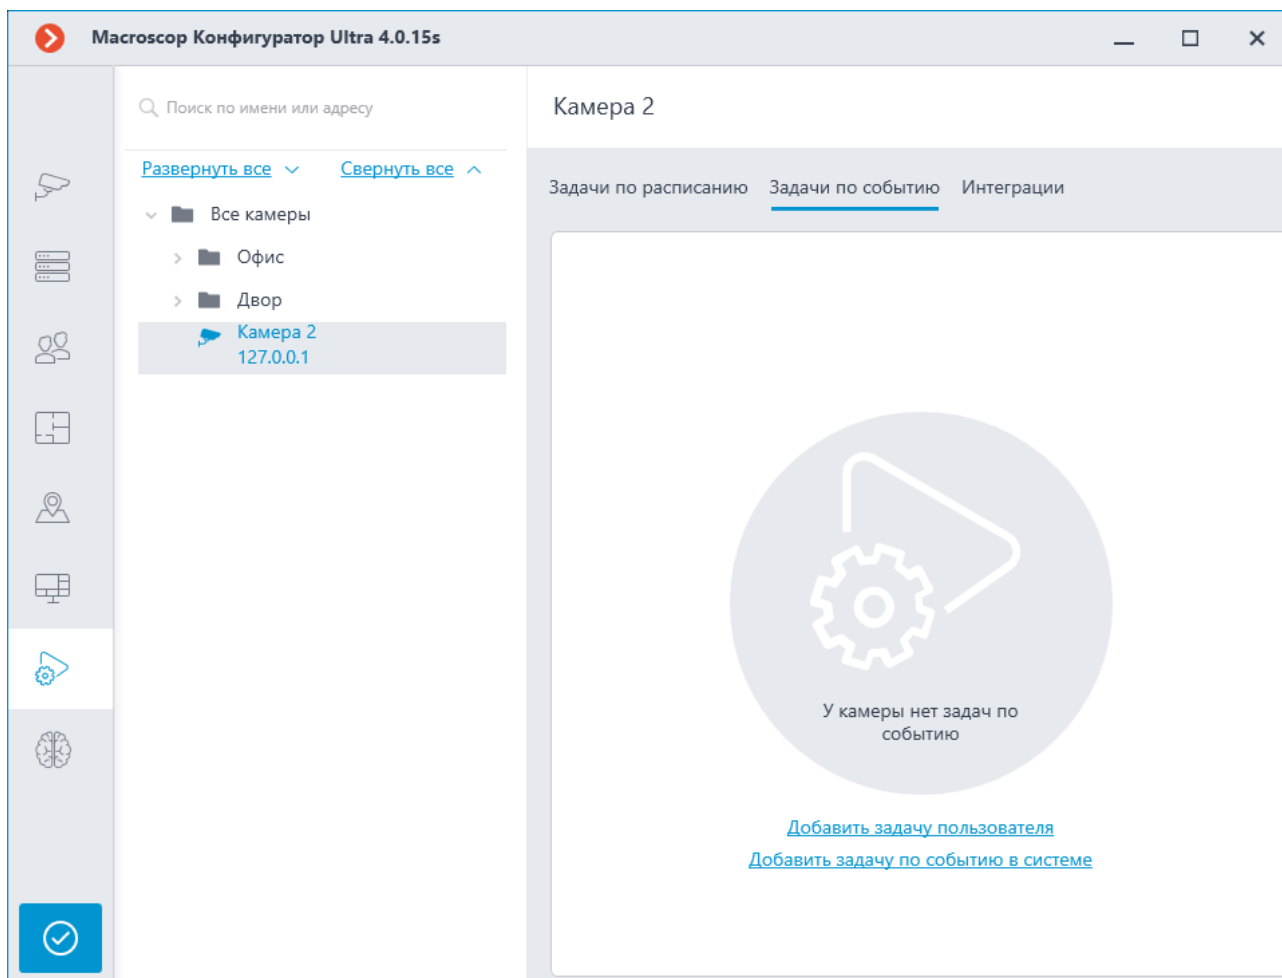 Macroscop Конфигуратор Ultra 4.0.15s
Поиск по имени или адресу
Развернуть все
Свернуть все
Все камеры
Офис
Двор
Камера 2
127.0.0.1
Камера 2
Задачи по расписанию
Задачи по событию
Интеграции
У камеры нет задач по
событию
Добавить задачу пользователя
Добавить задачу по событию в системе